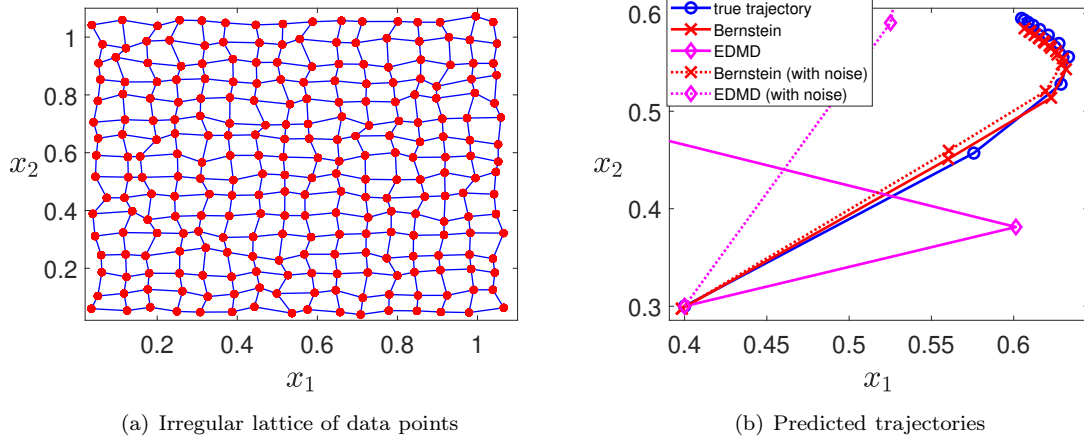 1
0.8
0.6
0.4
0.2
x₂
0.2
0.4
0.6
0.8
1
x₁
(a) Irregular lattice of data points
true trajectory
Bernstein
EDMD
Bernstein (with noise)
EDMD (with noise)
0.6
0.5
0.4
0.3
x₂
0.4
0.45
0.5
0.55
0.6
x₁
(b) Predicted trajectories